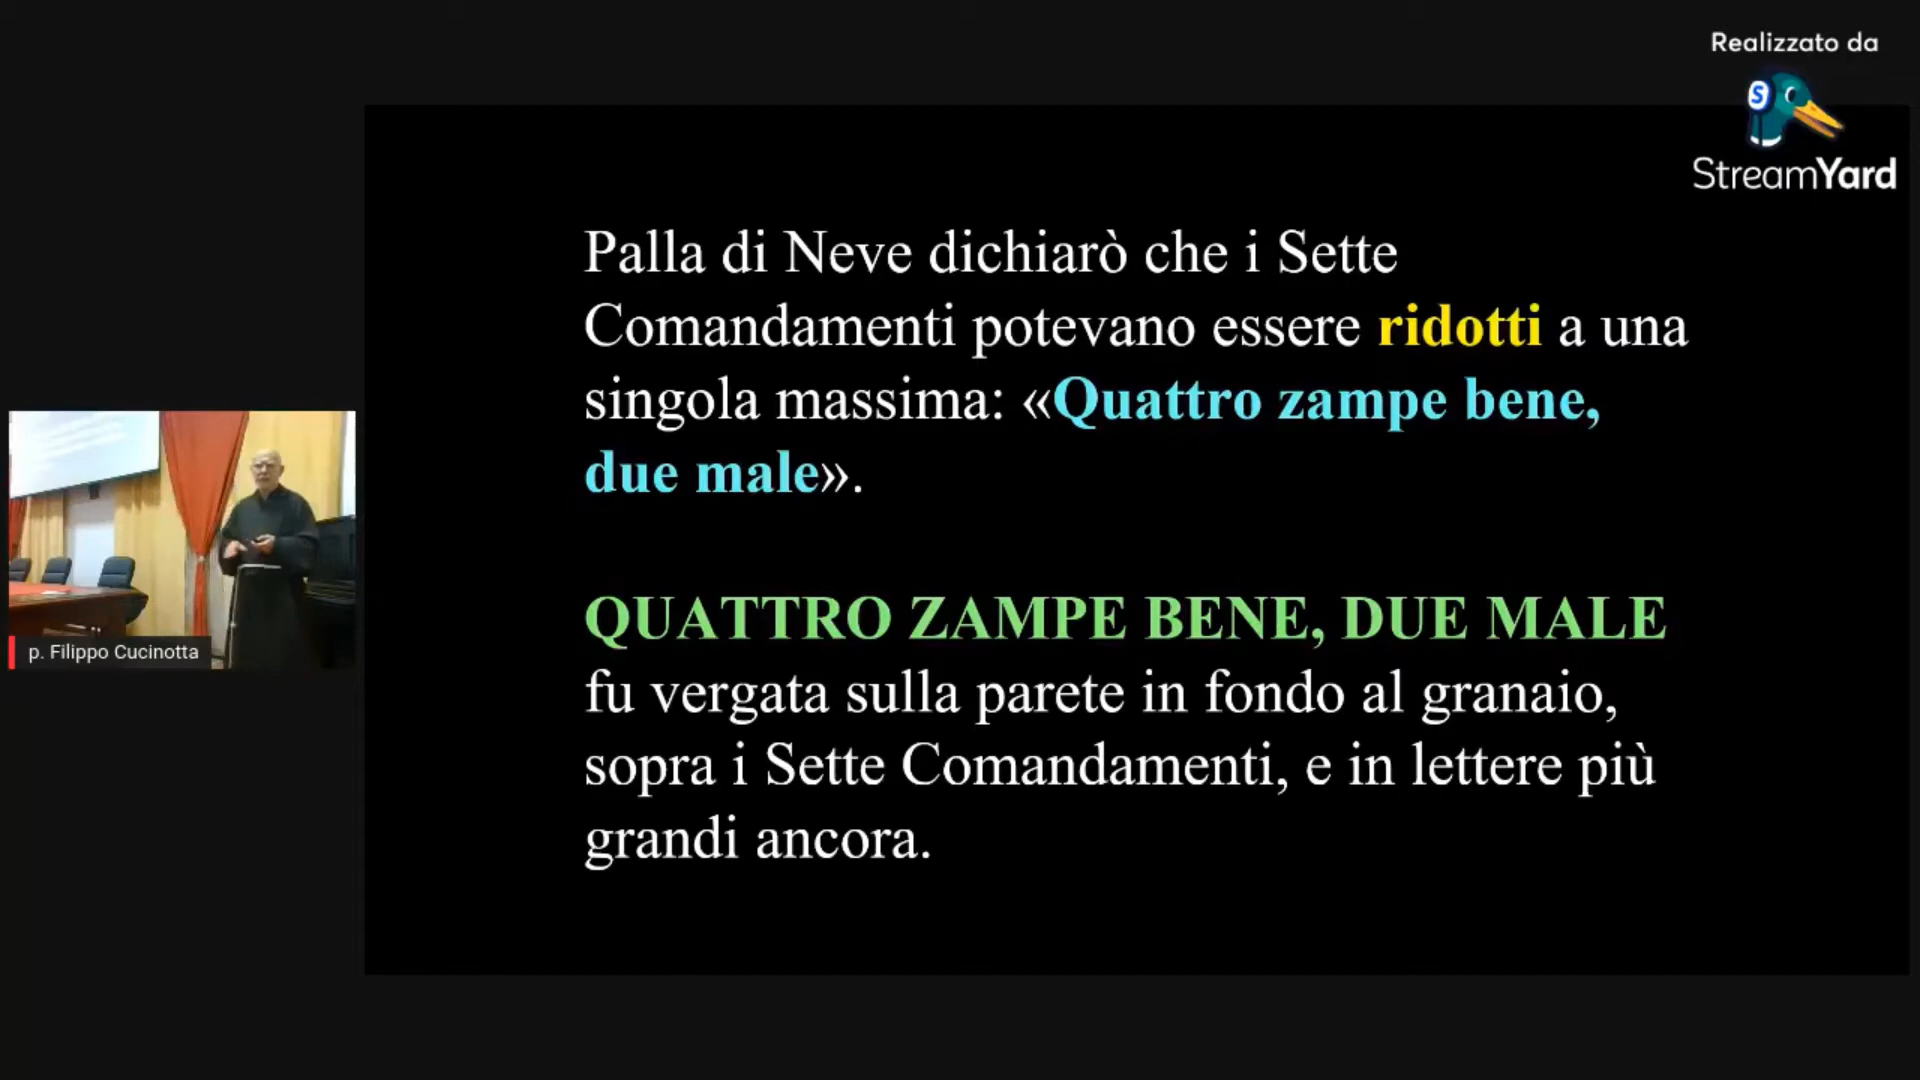 Realizzato da
StreamYard
Palla di Neve dichiarò che i Sette
Comandamenti potevano essere ridotti a una
singola massima: «Quattro zampe bene,
due male».
QUATTRO ZAMPE BENE, DUE MALE
fu vergata sulla parete in fondo al granaio,
sopra i Sette Comandamenti, e in lettere più
grandi ancora.
p. Filippo Cucinotta